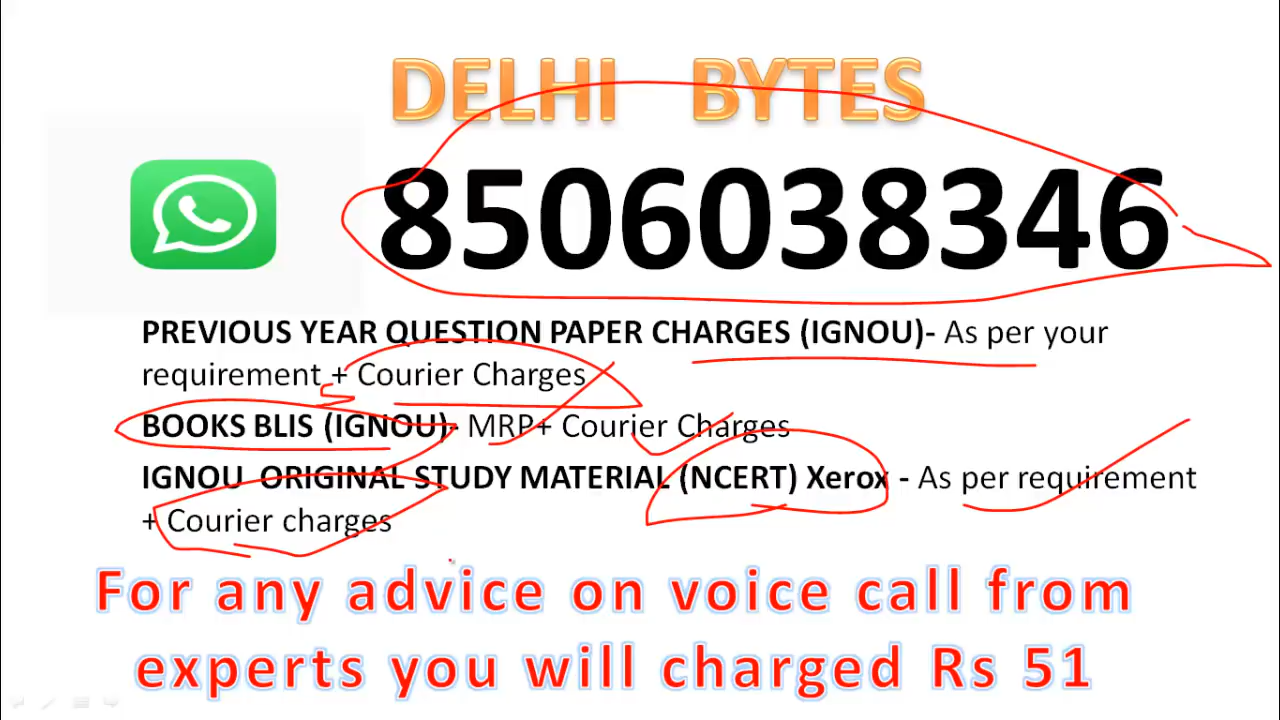 DELHI BYTES
8506038346
PREVIOUS YEAR QUESTION PAPER CHARGES (IGNOU)- As per your
requirement + Courier Charges
BOOKS BLIS (IGNOU)- MRP+ Courier Charges
IGNOU ORIGINAL STUDY MATERIAL (NCERT) Xerox - As per requirement
+ Courier charges
For any advice on voice call from
experts you will charged Rs 51